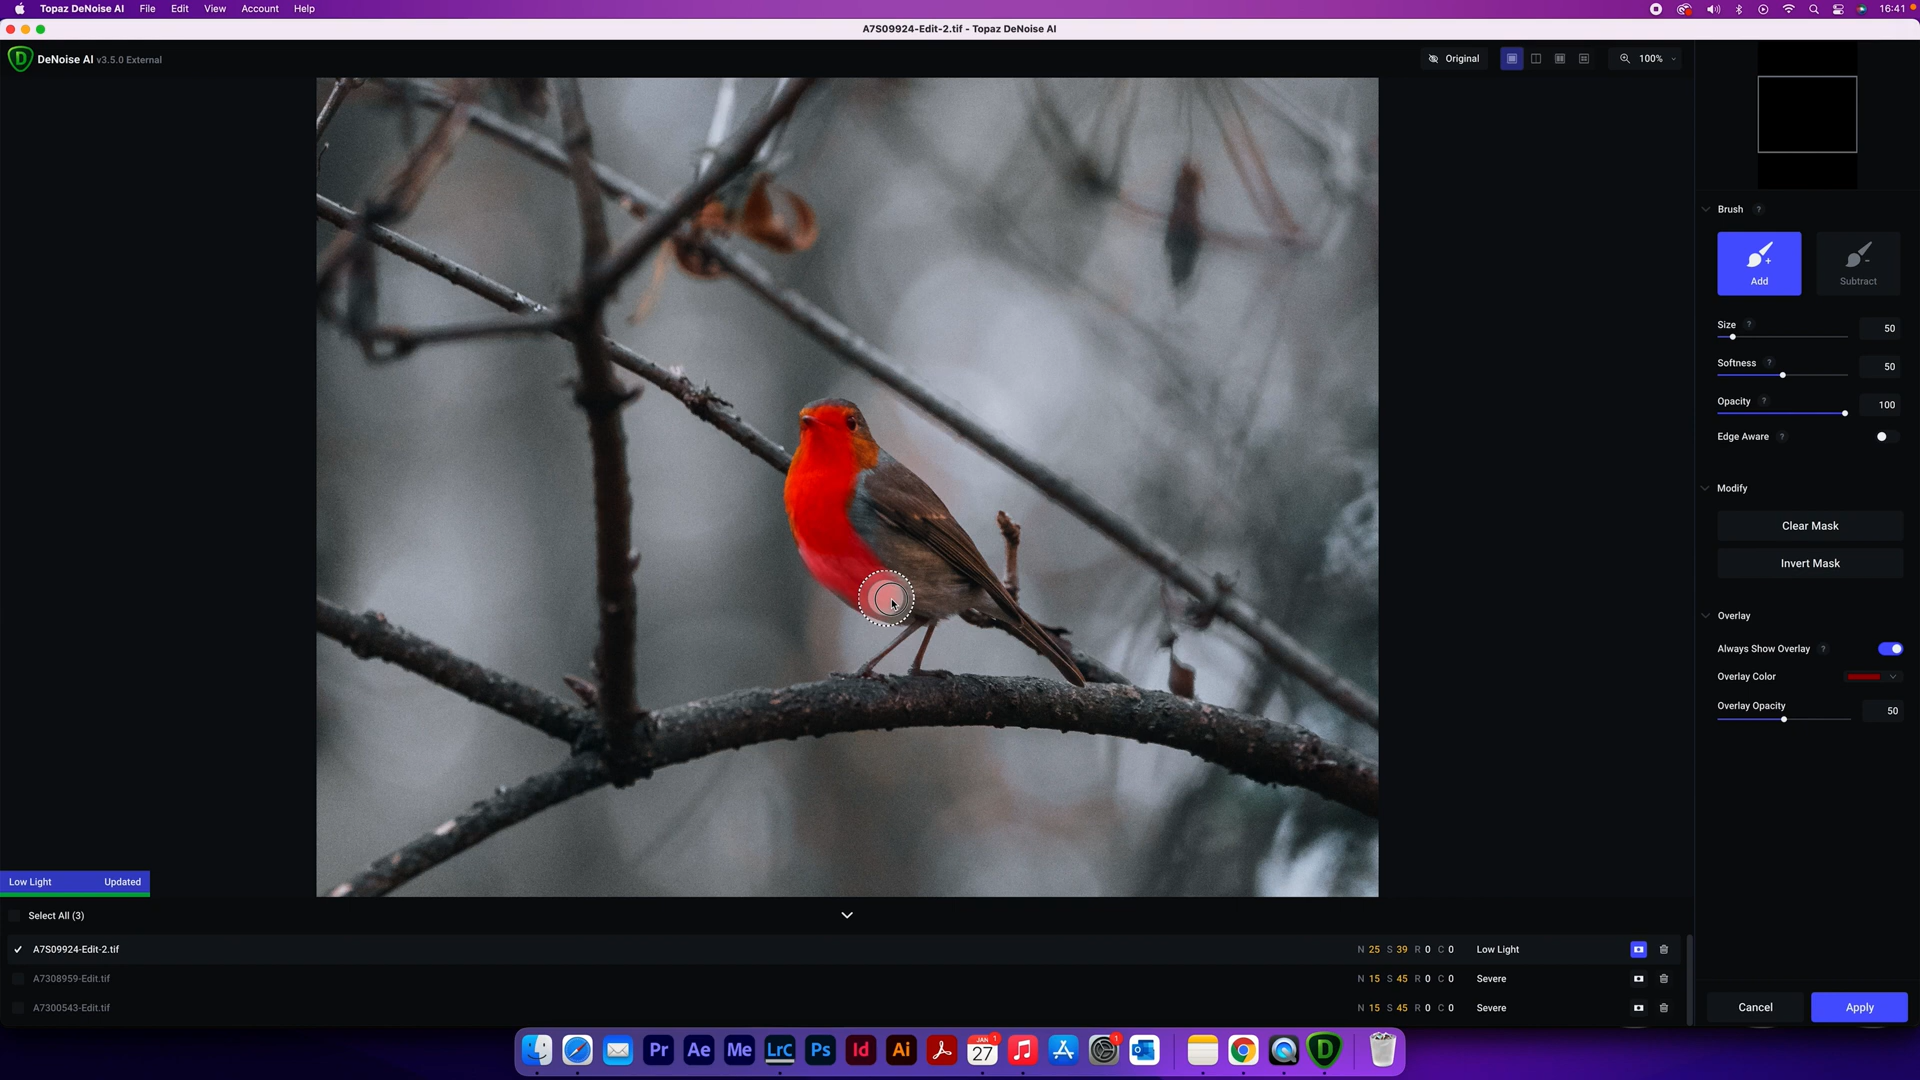 Topaz DeNoise AI File Edit View Account Help 16:41
A7S09924-Edit-2.tif - Topaz DeNoise AI
DeNoise AI v3.5.0 External Original 100%
Brush ?
Add Subtract
Size ? 50
Softness ? 50
Opacity ? 100
Edge Aware ?
Modify
Clear Mask
Invert Mask
Overlay
Always Show Overlay ?
Overlay Color
Overlay Opacity 50
Low Light Updated
Select All (3)
A7S09924-Edit-2.tif N 25 S 39 R 0 C 0 Low Light
A7308959-Edit.tif N 15 S 45 R 0 C 0 Severe
A7300543-Edit.tif N 15 S 45 R 0 C 0 Severe
Cancel Apply
Pr Ae Me LrC Ps Id Ai JAN 27 1 1 D